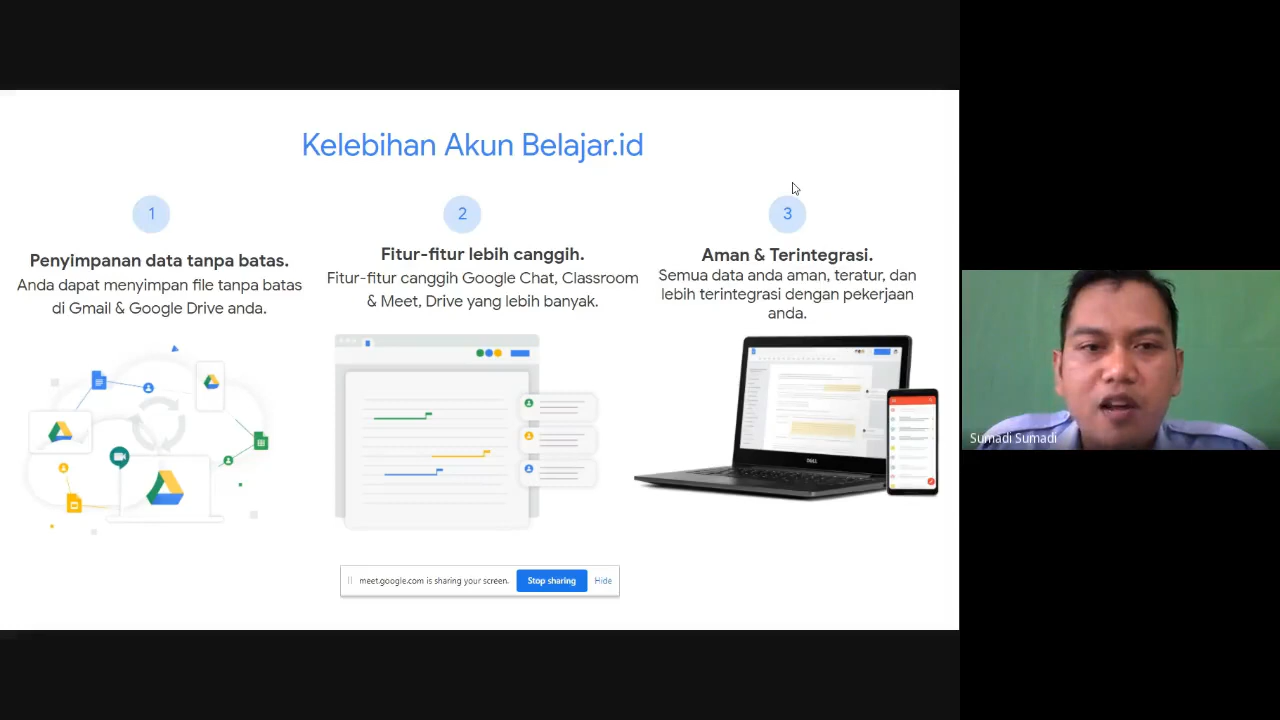 Kelebihan Akun Belajar.id
1
Penyimpanan data tanpa batas.
Anda dapat menyimpan file tanpa batas
di Gmail & Google Drive anda.
2
Fitur-fitur lebih canggih.
Fitur-fitur canggih Google Chat, Classroom
& Meet, Drive yang lebih banyak.
3
Aman & Terintegrasi.
Semua data anda aman, teratur, dan
lebih terintegrasi dengan pekerjaan
anda.
DELL
meet.google.com is sharing your screen. Stop sharing Hide
Sumadi Sumadi